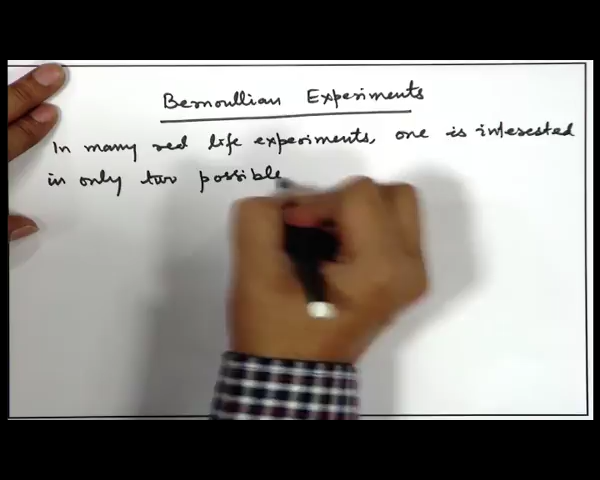 Bernoullian Experiments
In many real life experiments, one is interested
in only two possible